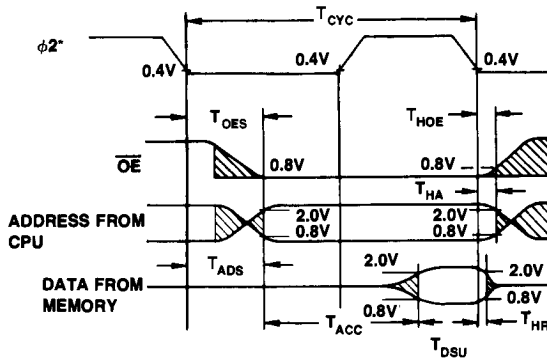 T_CYC
ϕ2*
0.4V 0.4V 0.4V
T_OES T_HOE
O̅E̅ 0.8V 0.8V
T_HA
ADDRESS FROM CPU 2.0V 2.0V
0.8V 0.8V
T_ADS
DATA FROM MEMORY 2.0V 2.0V
0.8V 0.8V
T_ACC T_DSU T_HR